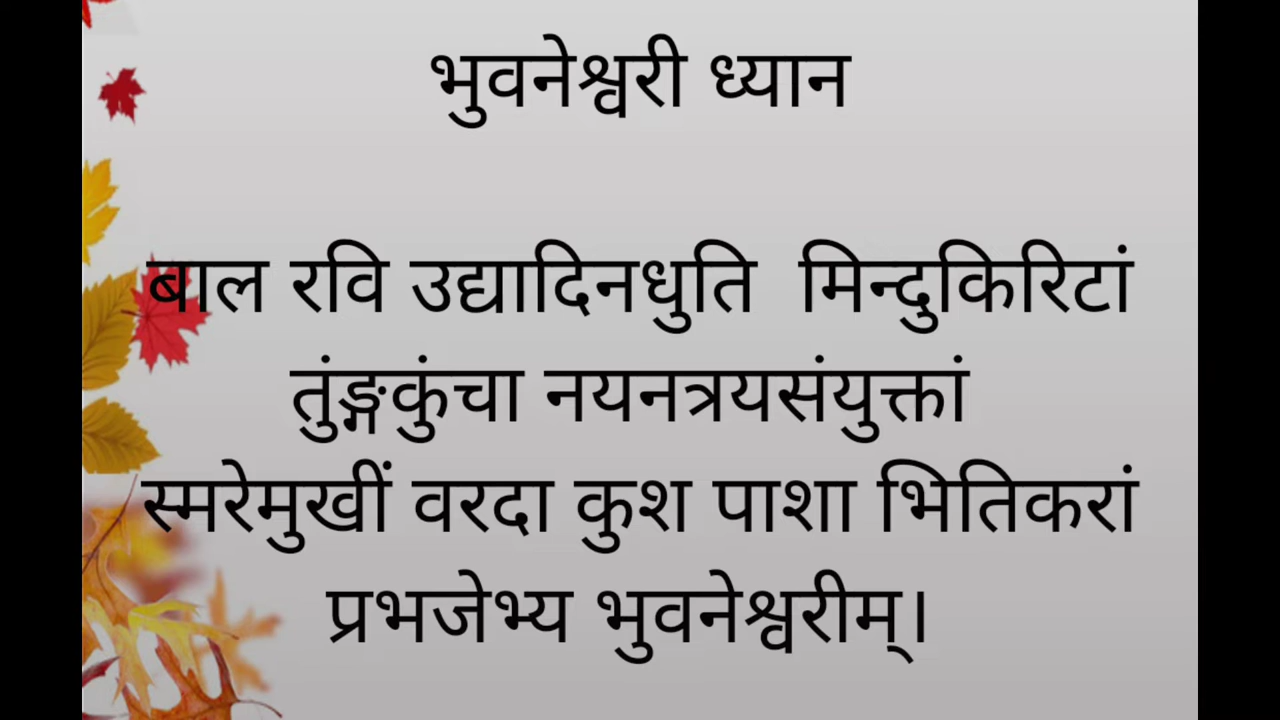 भुवनेश्वरी ध्यान
बाल रवि उद्यादिनधुति मिन्दुकिरिटां
तुंङ्गकुंचा नयनत्रयसंयुक्तां
स्मरेमुखीं वरदा कुश पाशा भितिकरां
प्रभजेभ्य भुवनेश्वरीम्।